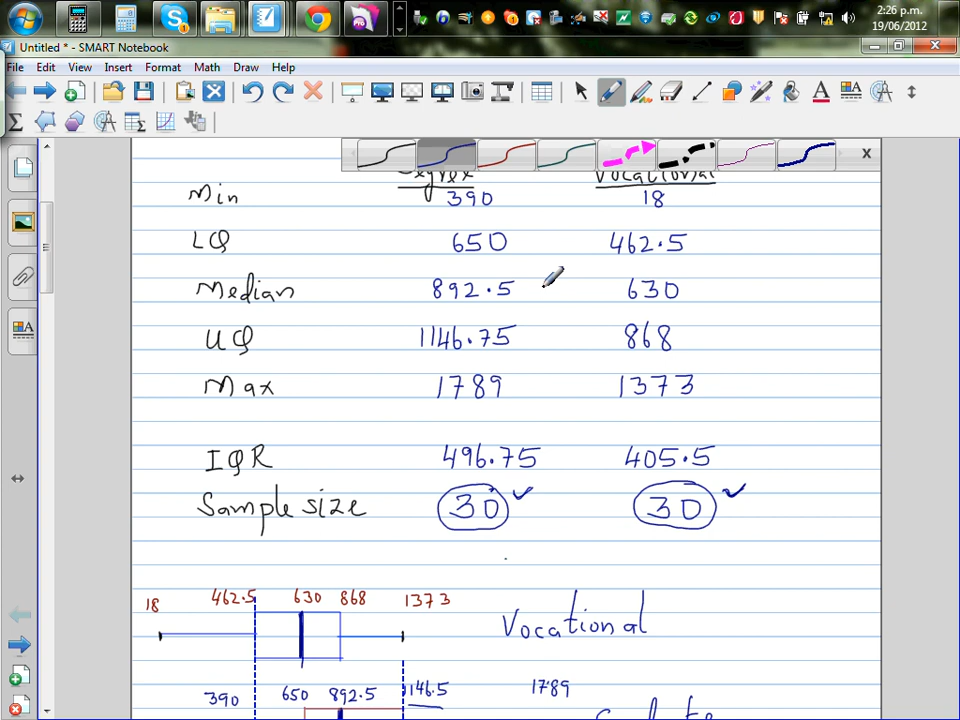 2:26 p.m.
19/06/2012
Untitled * - SMART Notebook
File Edit View Insert Format Math Draw Help
x
Vocational
Min 390 18
LQ 650 462.5
Median 892.5 630
UQ 1146.75 868
Max 1789 1373
IQR 496.75 405.5
Sample size 30 30
18 462.5 630 868 1373
Vocational
390 650 892.5 1146.5 1789